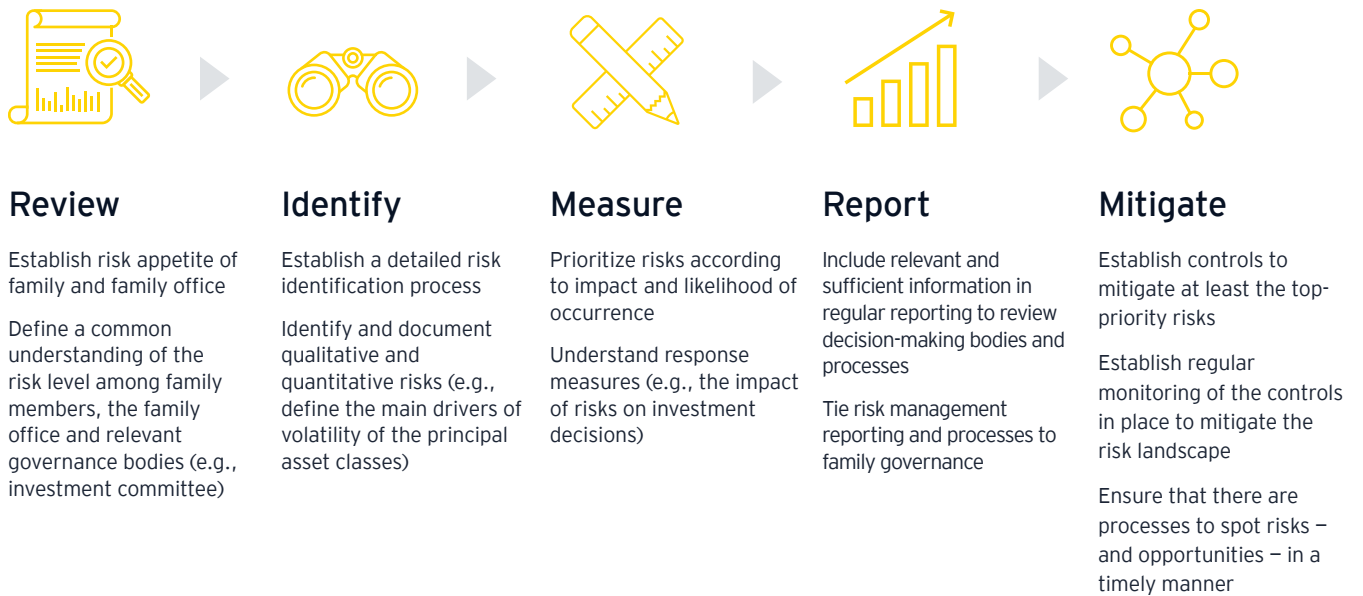 Review
Establish risk appetite of
family and family office
Define a common
understanding of the
risk level among family
members, the family
office and relevant
governance bodies (e.g.,
investment committee)
Identify
Establish a detailed risk
identification process
Identify and document
qualitative and
quantitative risks (e.g.,
define the main drivers of
volatility of the principal
asset classes)
Measure
Prioritize risks according
to impact and likelihood of
occurrence
Understand response
measures (e.g., the impact
of risks on investment
decisions)
Report
Include relevant and
sufficient information in
regular reporting to review
decision-making bodies and
processes
Tie risk management
reporting and processes to
family governance
Mitigate
Establish controls to
mitigate at least the top-
priority risks
Establish regular
monitoring of the controls
in place to mitigate the
risk landscape
Ensure that there are
processes to spot risks —
and opportunities — in a
timely manner